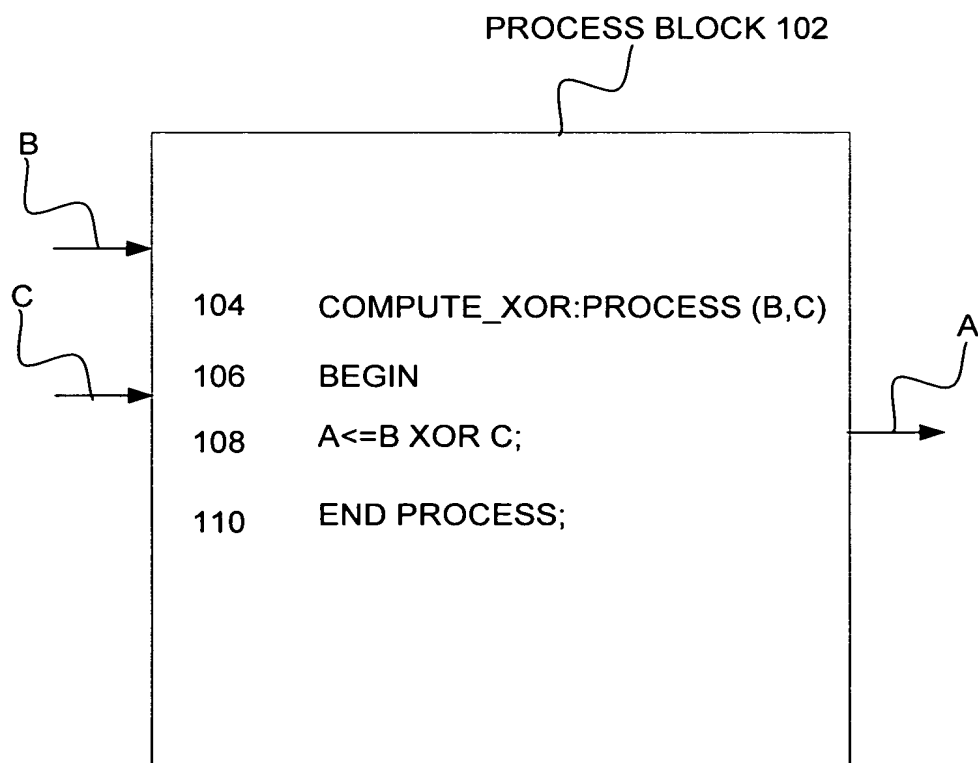 PROCESS BLOCK 102
B
104 COMPUTE_XOR:PROCESS (B,C)
C
A
106 BEGIN
108 A<=B XOR C;
110 END PROCESS;